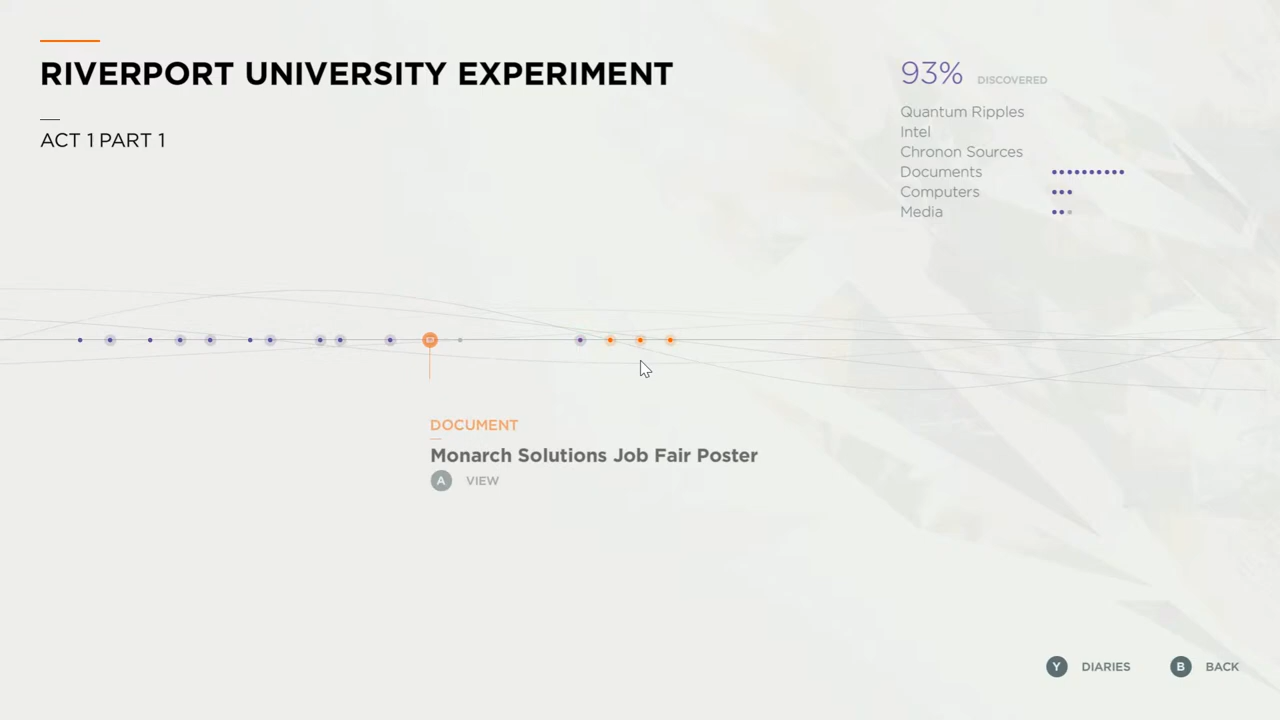 RIVERPORT UNIVERSITY EXPERIMENT
ACT 1 PART 1
93% DISCOVERED
Quantum Ripples
Intel
Chronon Sources
Documents
Computers
Media
DOCUMENT
Monarch Solutions Job Fair Poster
A VIEW
Y DIARIES B BACK